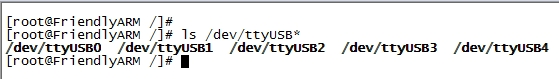 [root@FriendlyARM /]#
[root@FriendlyARM /]# ls /dev/ttyUSB*
/dev/ttyUSB0  /dev/ttyUSB1  /dev/ttyUSB2  /dev/ttyUSB3  /dev/ttyUSB4
[root@FriendlyARM /]#